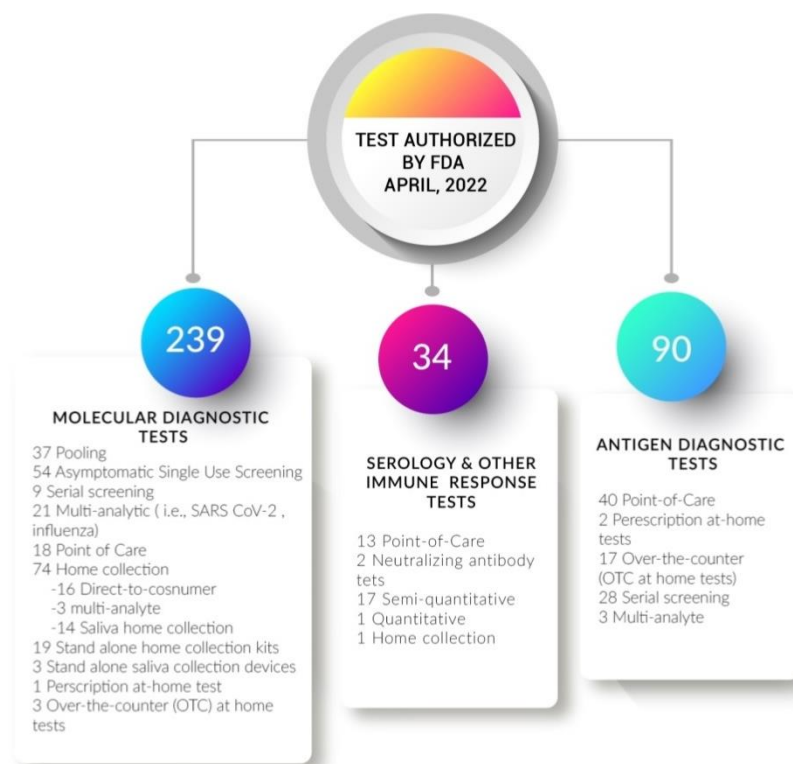 TEST AUTHORIZED
BY FDA
APRIL, 2022
239
MOLECULAR DIAGNOSTIC
TESTS
37 Pooling
54 Asymptomatic Single Use Screening
9 Serial screening
21 Multi-analytic ( i.e., SARS CoV-2 ,
influenza)
18 Point of Care
74 Home collection
-16 Direct-to-cosnumer
-3 multi-analyte
-14 Saliva home collection
19 Stand alone home collection kits
3 Stand alone saliva collection devices
1 Perscription at-home test
3 Over-the-counter (OTC) at home
tests
34
SEROLOGY & OTHER
IMMUNE RESPONSE
TESTS
13 Point-of-Care
2 Neutralizing antibody
tets
17 Semi-quantitative
1 Quantitative
1 Home collection
90
ANTIGEN DIAGNOSTIC
TESTS
40 Point-of-Care
2 Perescription at-home
tests
17 Over-the-counter
(OTC at home tests)
28 Serial screening
3 Multi-analyte